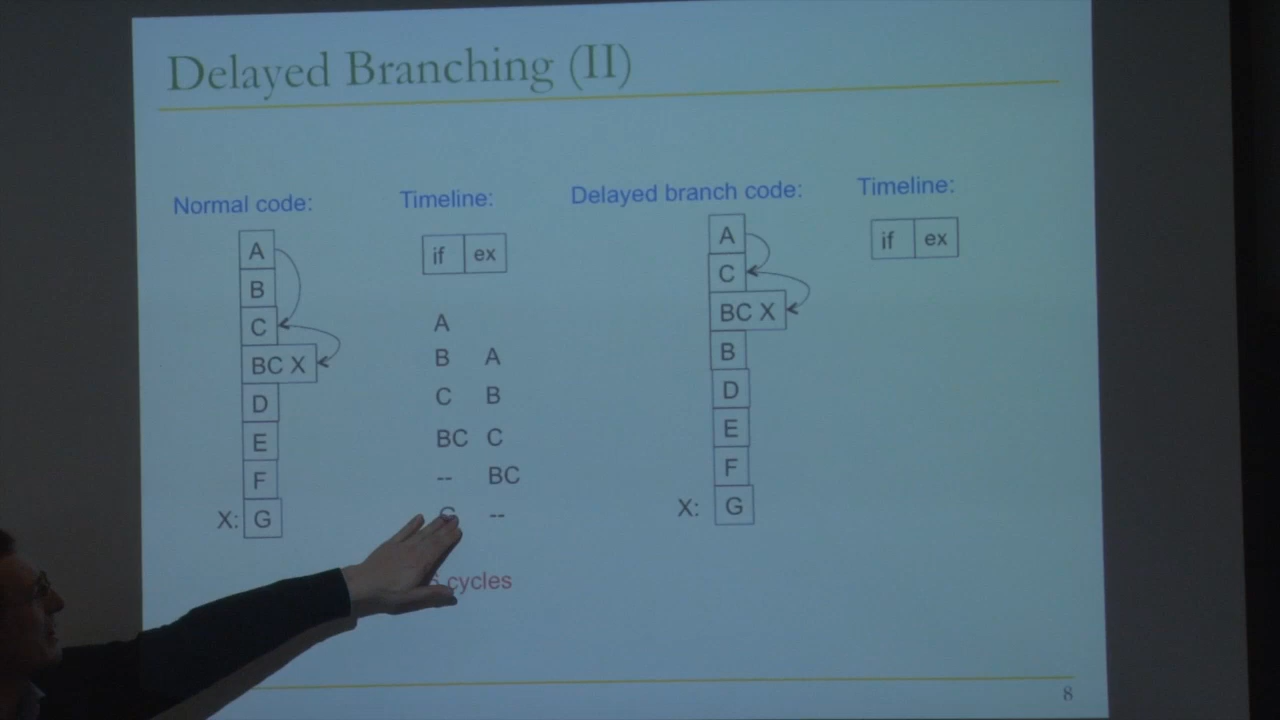 Delayed Branching (II)
Normal code:
Timeline:
Delayed branch code:
Timeline:
A
B
C
BC X
D
E
F
X: G
if ex
A
B A
C B
BC C
-- BC
G --
cycles
A
C
BC X
B
D
E
F
X: G
if ex
8